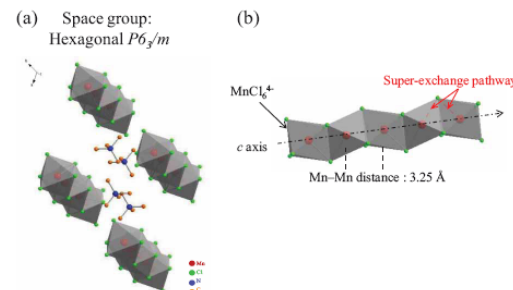 (a) Space group:
Hexagonal P6₃/m
Mn
Cl
N
C
(b)
Super-exchange pathway
MnCl₆⁴⁻
c axis
Mn–Mn distance : 3.25 Å